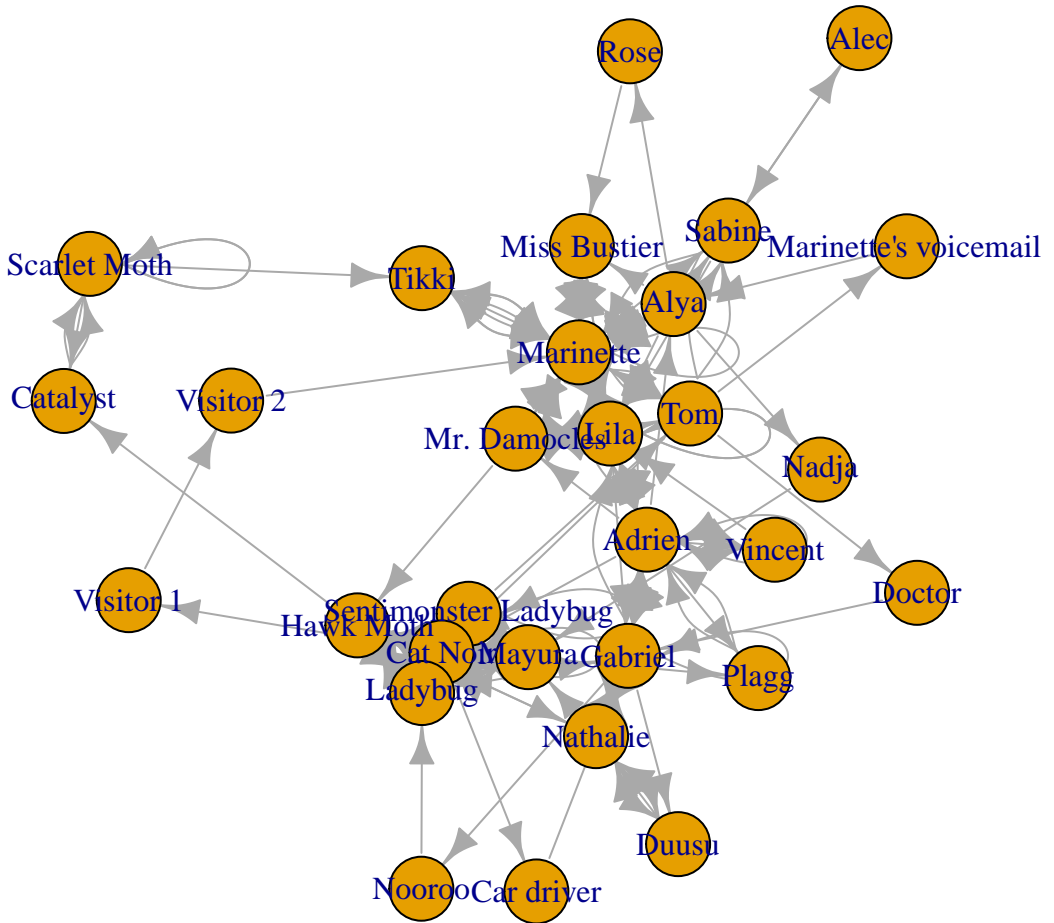 Rose
Alec
Miss Bustier
Sabine
Marinette's voicemail
Scarlet Moth
Tikki
Alya
Marinette
Catalyst
Visitor 2
Mr. Damocles
Lila
Tom
Nadja
Adrien
Vincent
Visitor 1
Hawk Moth
Sentimonster Ladybug
Doctor
Cat Noir
Mayura
Gabriel
Plagg
Ladybug
Nathalie
Duusu
Nooroo
Car driver